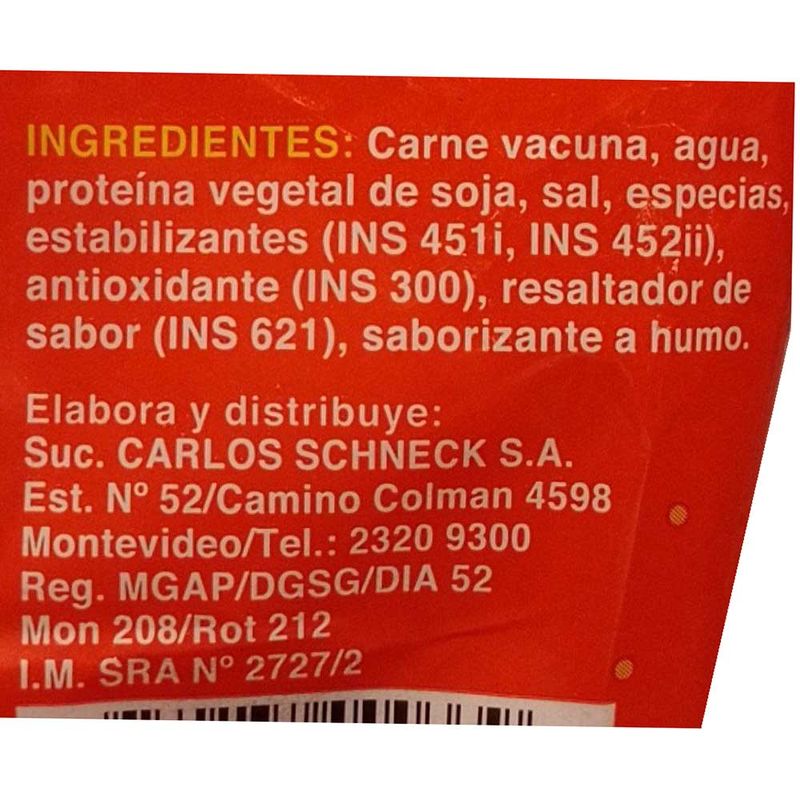 INGREDIENTES: Carne vacuna, agua,
proteína vegetal de soja, sal, especias,
estabilizantes (INS 451i, INS 452ii),
antioxidante (INS 300), resaltador de
sabor (INS 621), saborizante a humo.
Elabora y distribuye:
Suc. CARLOS SCHNECK S.A.
Est. Nº 52/Camino Colman 4598
Montevideo/Tel.: 2320 9300
Reg. MGAP/DGSG/DIA 52
Mon 208/Rot 212
I.M. SRA Nº 2727/2